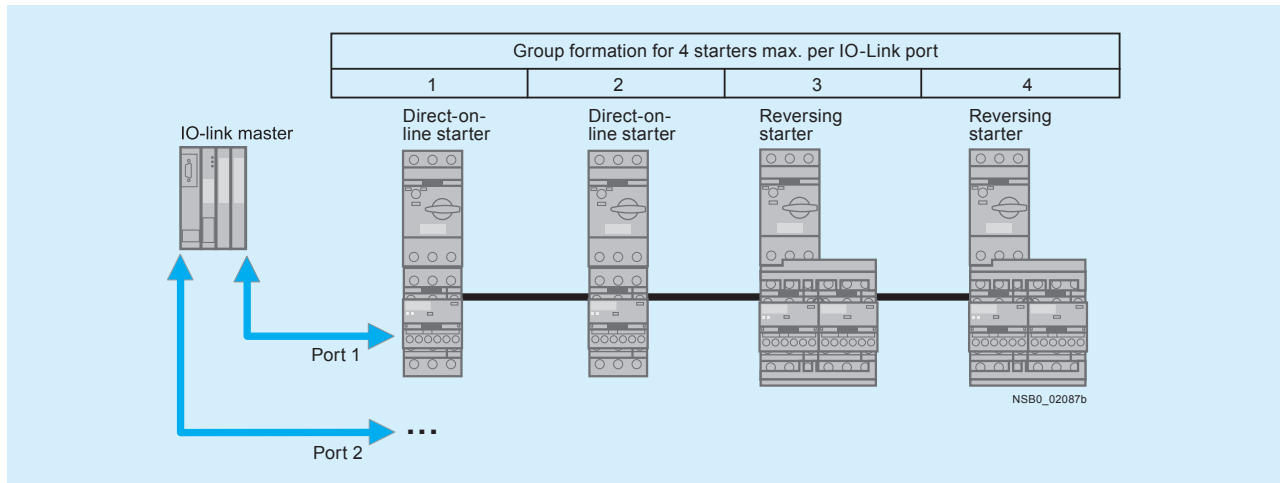 Group formation for 4 starters max. per IO-Link port
1 2 3 4
IO-link master
Direct-on-
line starter
Direct-on-
line starter
Reversing
starter
Reversing
starter
Port 1
NSB0_02087b
...
Port 2